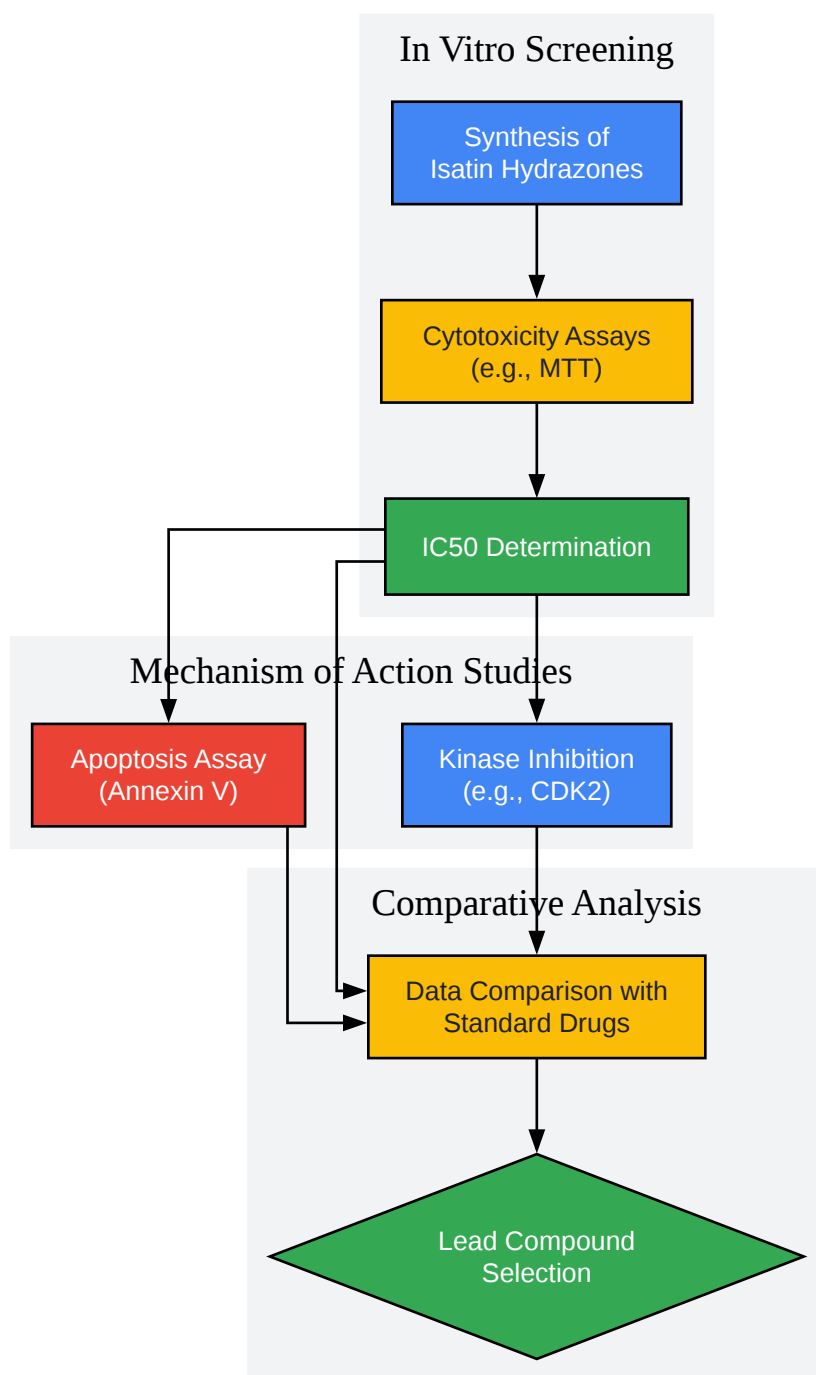 In Vitro Screening
Synthesis of
Isatin Hydrazones
Cytotoxicity Assays
(e.g., MTT)
IC50 Determination
Mechanism of Action Studies
Apoptosis Assay
(Annexin V)
Kinase Inhibition
(e.g., CDK2)
Comparative Analysis
Data Comparison with
Standard Drugs
Lead Compound
Selection